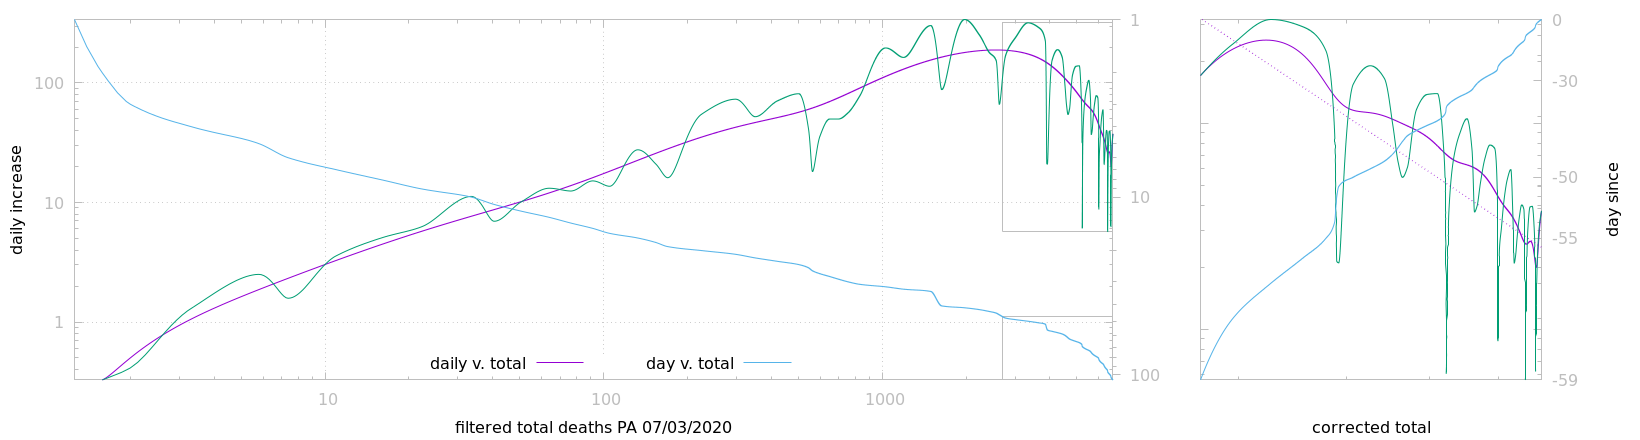 1
0
100
-30
daily increase
10
10
-50
day since
-55
1
daily v. total
day v. total
100
-59
10
100
1000
filtered total deaths PA 07/03/2020
corrected total